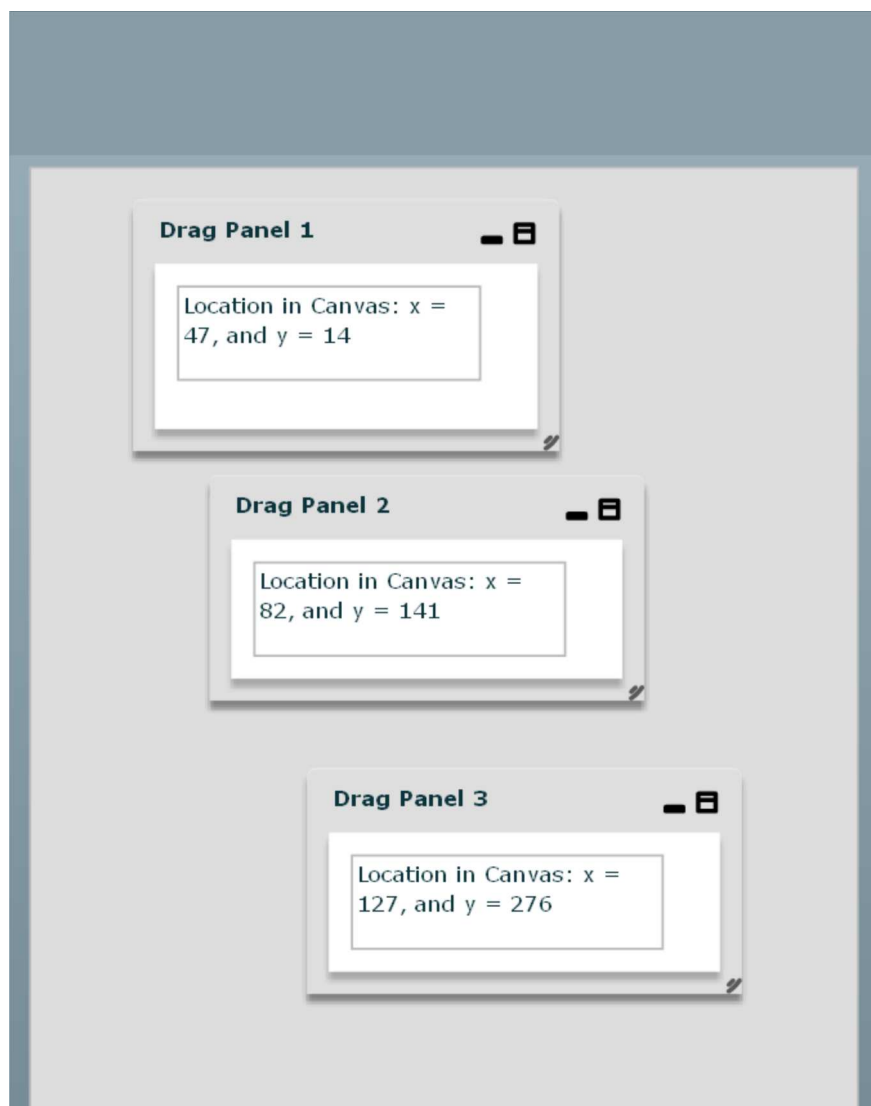 Drag Panel 1
Location in Canvas: x =
47, and y = 14
Drag Panel 2
Location in Canvas: x =
82, and y = 141
Drag Panel 3
Location in Canvas: x =
127, and y = 276